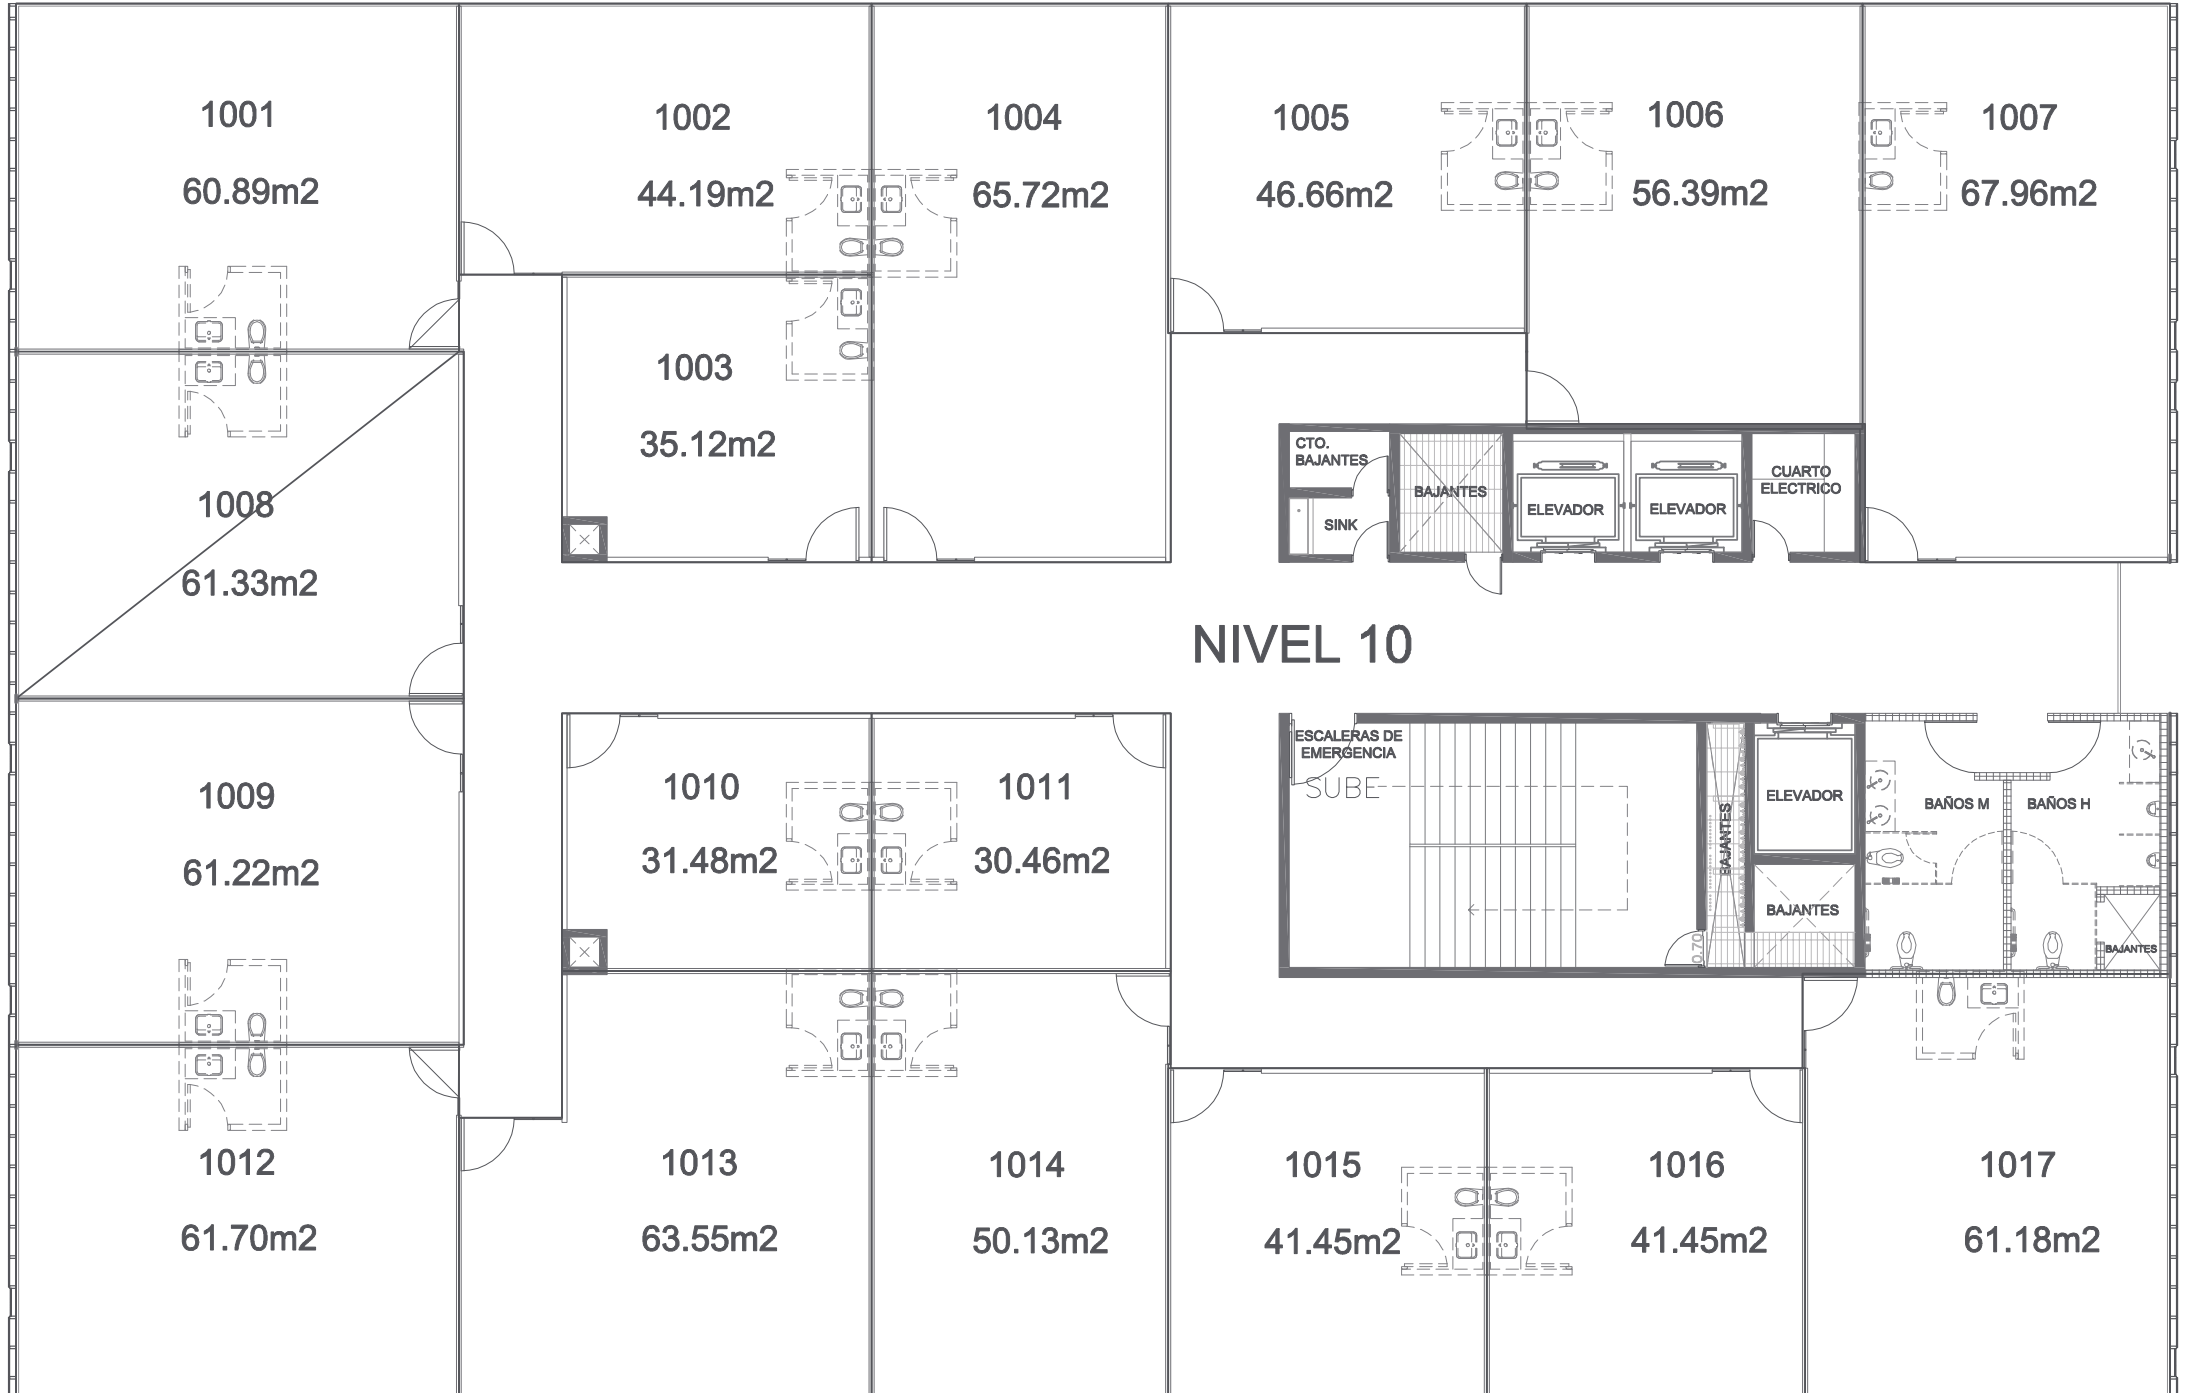 1001
60.89m2
1002
44.19m2
1004
65.72m2
1005
46.66m2
1006
56.39m2
1007
67.96m2
1003
35.12m2
1008
61.33m2
CTO.
BAJANTES
SINK
BAJANTES
ELEVADOR
ELEVADOR
CUARTO
ELECTRICO
NIVEL 10
1009
61.22m2
1010
31.48m2
1011
30.46m2
ESCALERAS DE
EMERGENCIA
SUBE
BAJANTES
ELEVADOR
BAJANTES
0.70
BAÑOS M
BAÑOS H
BAJANTES
1012
61.70m2
1013
63.55m2
1014
50.13m2
1015
41.45m2
1016
41.45m2
1017
61.18m2